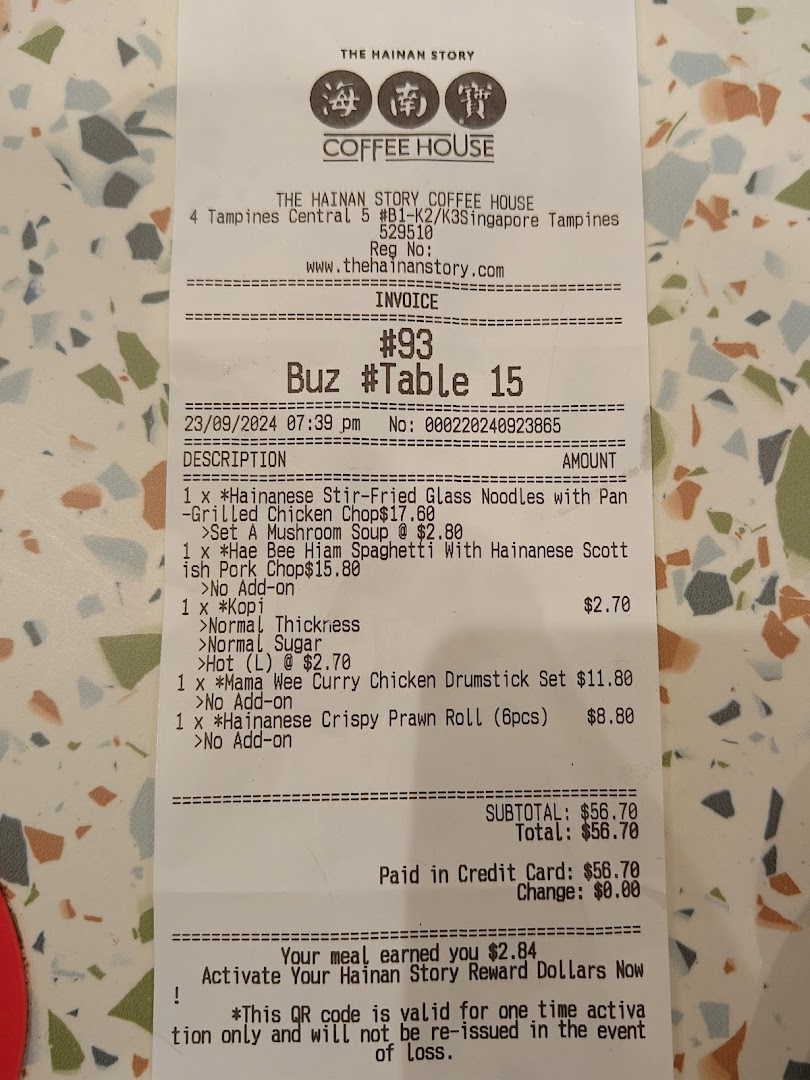 THE HAINAN STORY
海南寶
COFFEE HOUSE
THE HAINAN STORY COFFEE HOUSE
4 Tampines Central 5 #B1-K2/K3Singapore Tampines
529510
Reg No:
www.thehainanstory.com
INVOICE
#93
Buz #Table 15
23/09/2024 07:39 pm No: 000220240923865
DESCRIPTION AMOUNT
1 x *Hainanese Stir-Fried Glass Noodles with Pan
-Grilled Chicken Chop$17.60
>Set A Mushroom Soup @ $2.80
1 x *Hae Bee Hiam Spaghetti With Hainanese Scott
ish Pork Chop$15.80
>No Add-on
1 x *Kopi $2.70
>Normal Thickness
>Normal Sugar
>Hot (L) @ $2.70
1 x *Mama Wee Curry Chicken Drumstick Set $11.80
>No Add-on
1 x *Hainanese Crispy Prawn Roll (6pcs) $8.80
>No Add-on
SUBTOTAL: $56.70
Total: $56.70
Paid in Credit Card: $56.70
Change: $0.00
Your meal earned you $2.84
Activate Your Hainan Story Reward Dollars Now
!
*This QR code is valid for one time activa
tion only and will not be re-issued in the event
of loss.